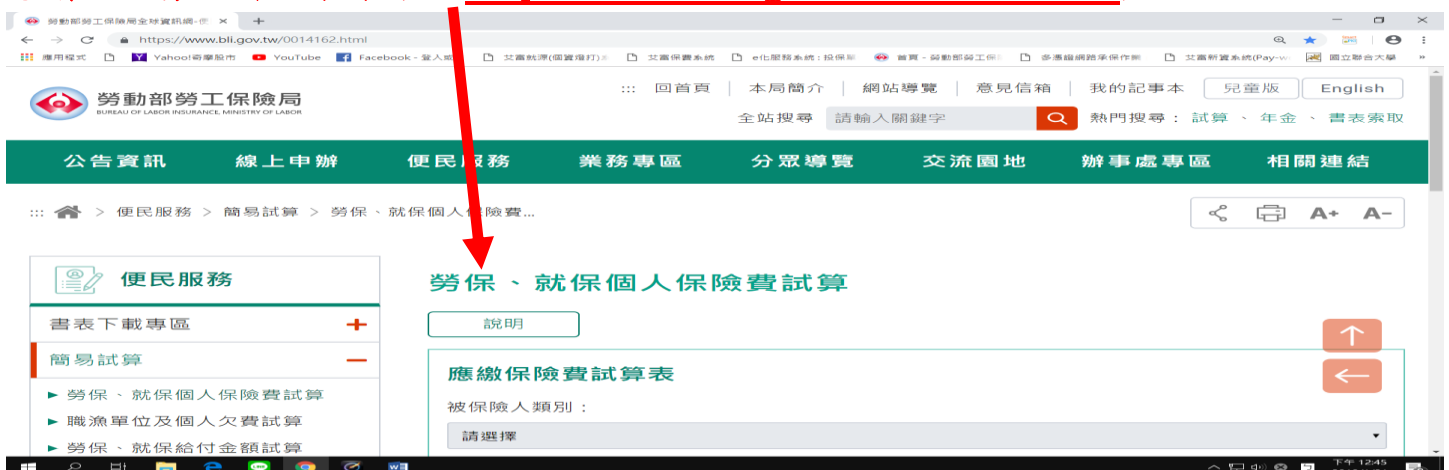 勞動部勞工保險局全球資訊網-勞
https://www.bli.gov.tw/0014162.html
應用程式 Yahoo!奇摩股市 YouTube Facebook - 登入或 艾富保費系統 e化服務系統：投保單 首頁 - 勞動部勞工保 多憑證網路承保作業 艾富新資系統(Pay-w 國立聯合大學 »
勞動部勞工保險局
BUREAU OF LABOR INSURANCE, MINISTRY OF LABOR
::: 回首頁 | 本局簡介 | 網站導覽 | 意見信箱 | 我的記事本 兒童版 English
全站搜尋 請輸入關鍵字 熱門搜尋：試算、年金、書表索取
公告資訊 線上申辦 便民服務 業務專區 分眾導覽 交流園地 辦事處專區 相關連結
::: > 便民服務 > 簡易試算 > 勞保、就保個人保險費...
A+ A-
便民服務
書表下載專區
簡易試算
勞保、就保個人保險費試算
職漁單位及個人欠費試算
勞保、就保給付金額試算
勞保、就保個人保險費試算
說明
應繳保險費試算表
被保險人類別：
請選擇
下午 12:45